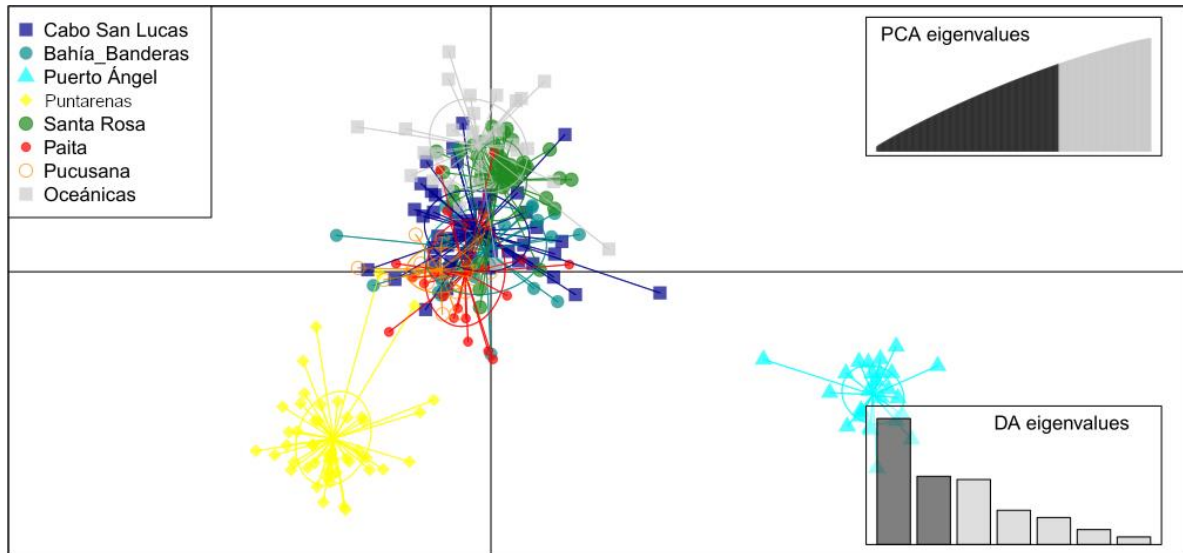 Cabo San Lucas
Bahía_Banderas
Puerto Ángel
Puntarenas
Santa Rosa
Paita
Pucusana
Oceánicas
PCA eigenvalues
DA eigenvalues